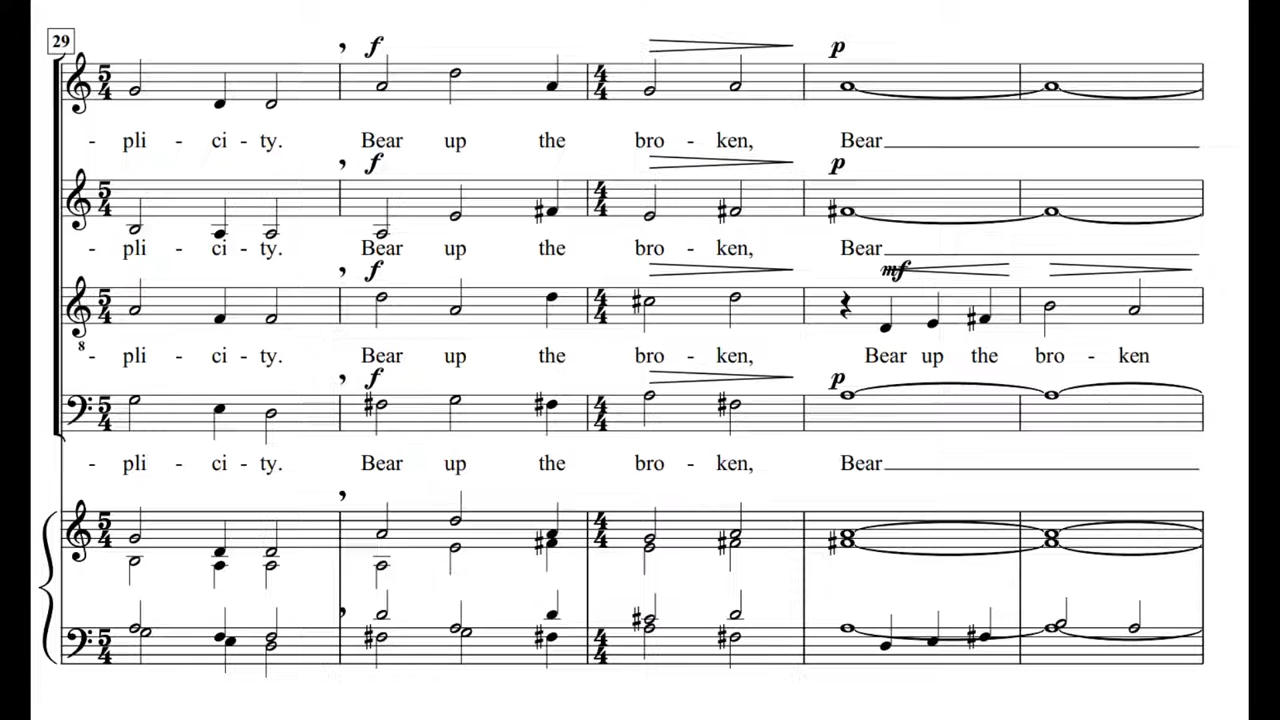 29
f
p
- pli - ci - ty. Bear up the bro - ken, Bear
f
p
- pli - ci - ty. Bear up the bro - ken, Bear
f
mf
8
- pli - ci - ty. Bear up the bro - ken, Bear up the bro - ken
f
p
- pli - ci - ty. Bear up the bro - ken, Bear